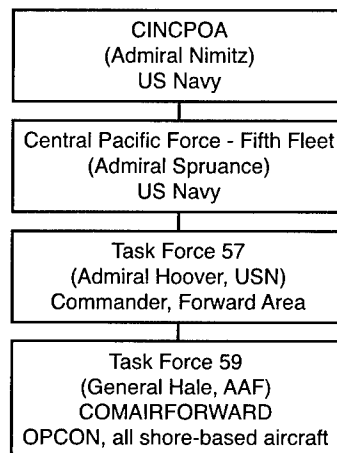 CINCPOA
(Admiral Nimitz)
US Navy
Central Pacific Force - Fifth Fleet
(Admiral Spruance)
US Navy
Task Force 57
(Admiral Hoover, USN)
Commander, Forward Area
Task Force 59
(General Hale, AAF)
COMAIRFORWARD
OPCON, all shore-based aircraft